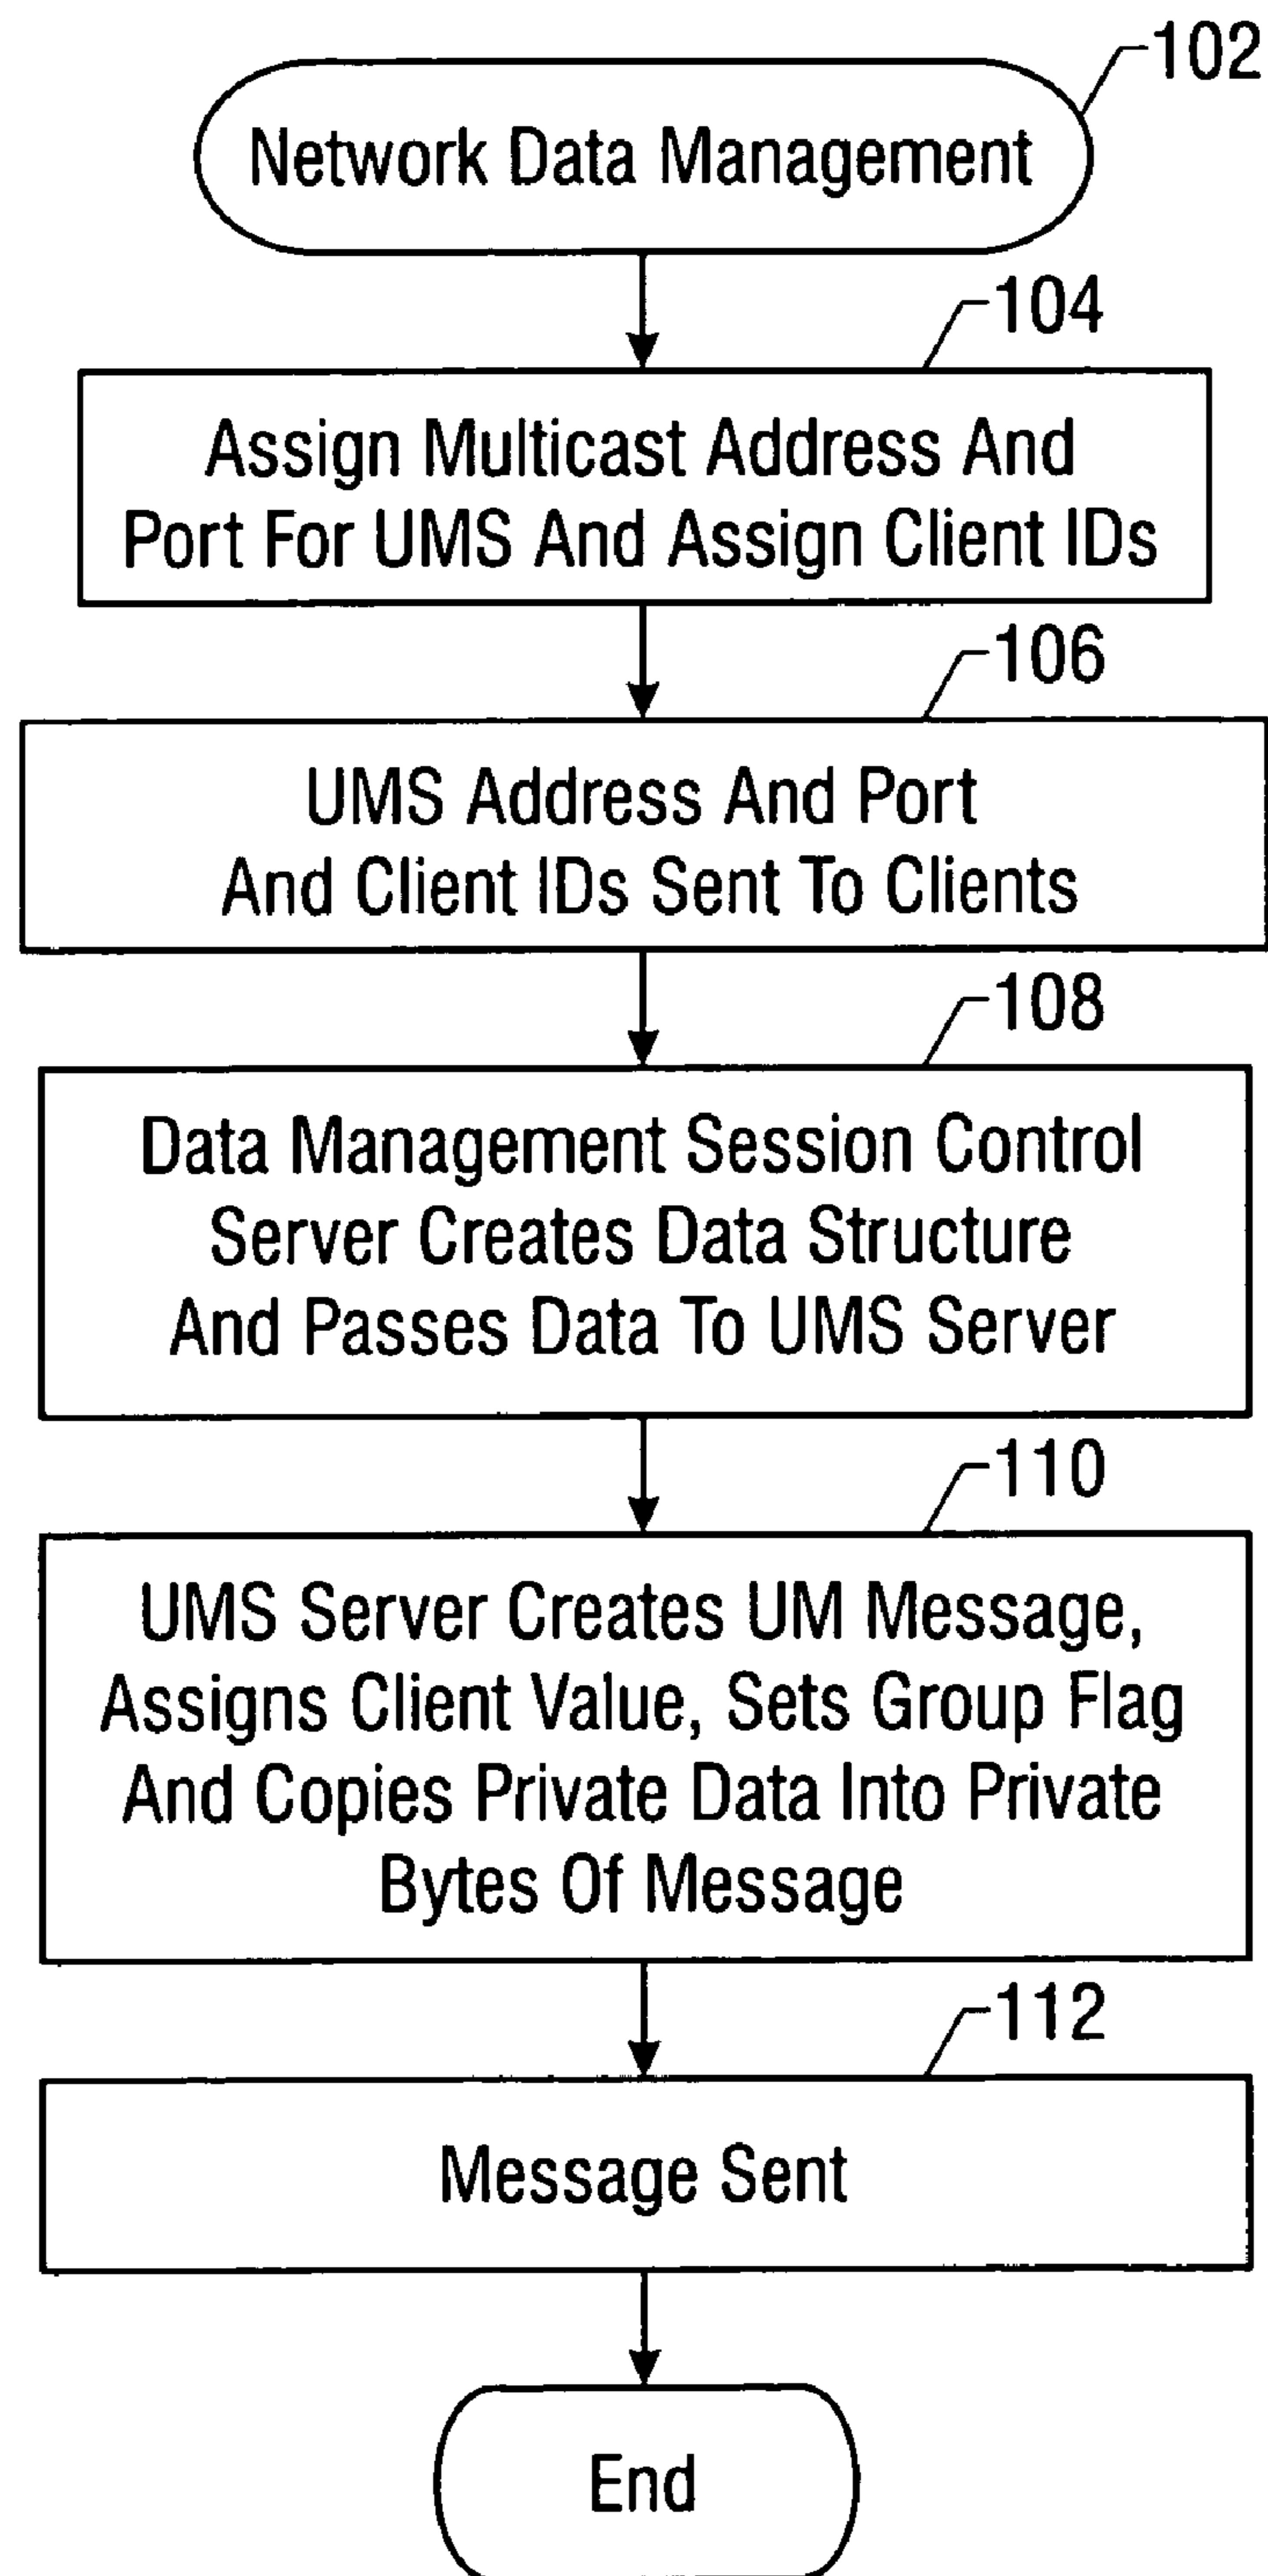 102
Network Data Management
104
Assign Multicast Address And
Port For UMS And Assign Client IDs
106
UMS Address And Port
And Client IDs Sent To Clients
108
Data Management Session Control
Server Creates Data Structure
And Passes Data To UMS Server
110
UMS Server Creates UM Message,
Assigns Client Value, Sets Group Flag
And Copies Private Data Into Private
Bytes Of Message
112
Message Sent
End